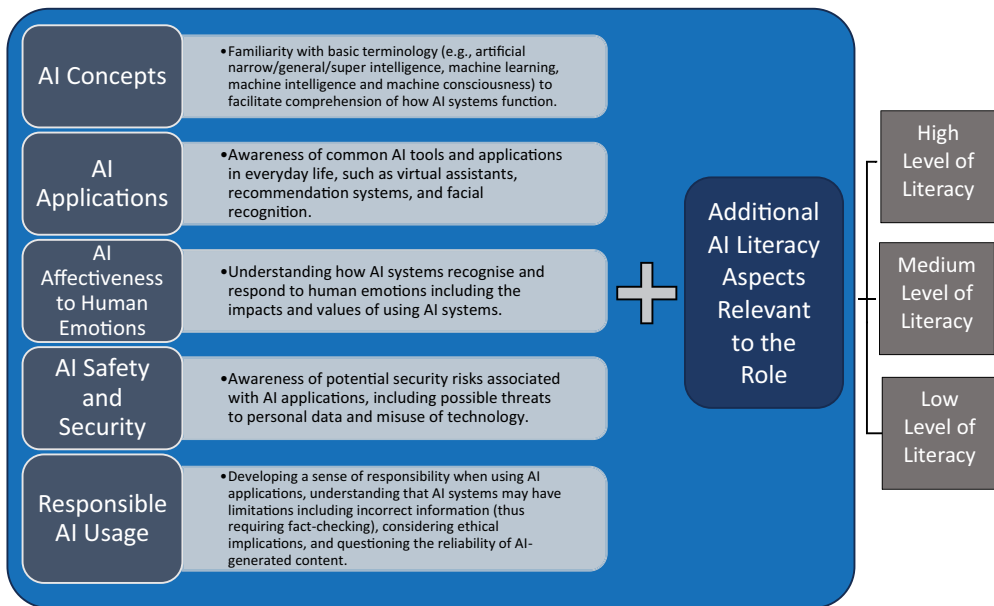 AI Concepts
•Familiarity with basic terminology (e.g., artificial
narrow/general/super intelligence, machine learning,
machine intelligence and machine consciousness) to
facilitate comprehension of how AI systems function.
AI
Applications
•Awareness of common AI tools and applications
in everyday life, such as virtual assistants,
recommendation systems, and facial
recognition.
AI
Affectiveness
to Human
Emotions
•Understanding how AI systems recognise and
respond to human emotions including the
impacts and values of using AI systems.
AI Safety
and
Security
•Awareness of potential security risks associated
with AI applications, including possible threats
to personal data and misuse of technology.
Responsible
AI Usage
•Developing a sense of responsibility when using AI
applications, understanding that AI systems may have
limitations including incorrect information (thus
requiring fact-checking), considering ethical
implications, and questioning the reliability of AI-
generated content.
Additional
AI Literacy
Aspects
Relevant
to the
Role
High
Level of
Literacy
Medium
Level of
Literacy
Low
Level of
Literacy